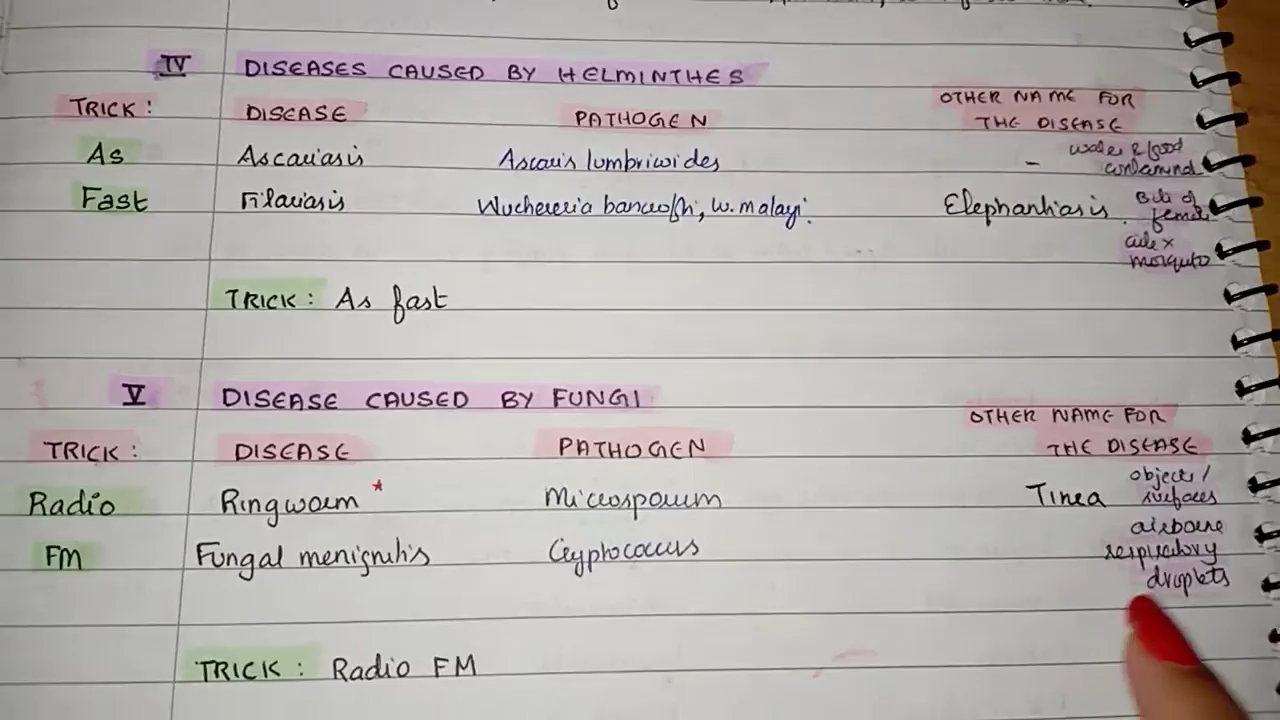 IV DISEASES CAUSED BY HELMINTHES
TRICK : DISEASE PATHOGEN OTHER NAME FOR
THE DISEASE
As Ascariasis Ascaris lumbricoides - water & food
contaminated
Fast Filariasis Wuchereria bancrofti, w. malayi. Elephantiasis. Bite of
female
culex
mosquito
TRICK : As fast
V DISEASE CAUSED BY FUNGI
TRICK : DISEASE PATHOGEN OTHER NAME FOR
THE DISEASE
Radio Ringworm * Microsporum Tinea objects /
surfaces
FM Fungal menignitis Cryptococcus airborne
respiratory
droplets
TRICK : Radio FM